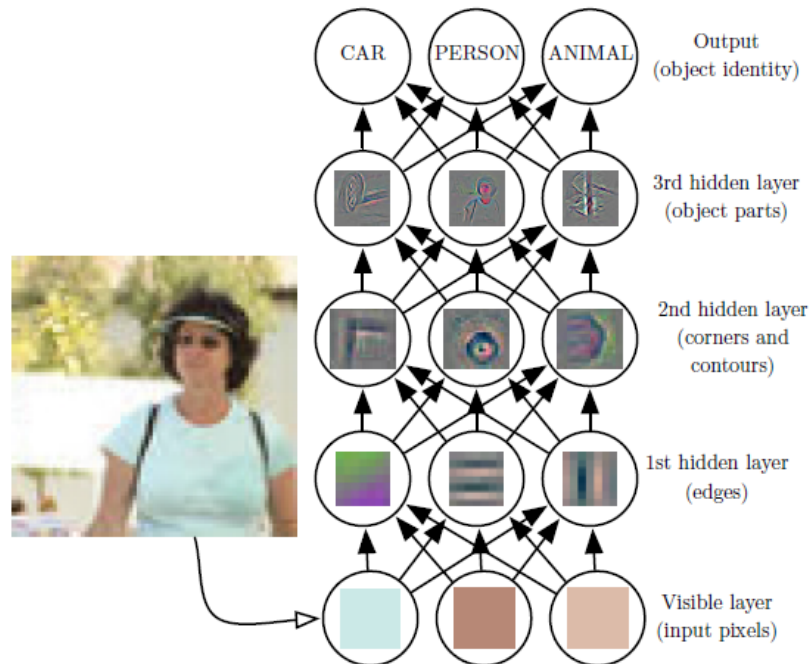 CAR
PERSON
ANIMAL
Output
(object identity)
3rd hidden layer
(object parts)
2nd hidden layer
(corners and
contours)
1st hidden layer
(edges)
Visible layer
(input pixels)